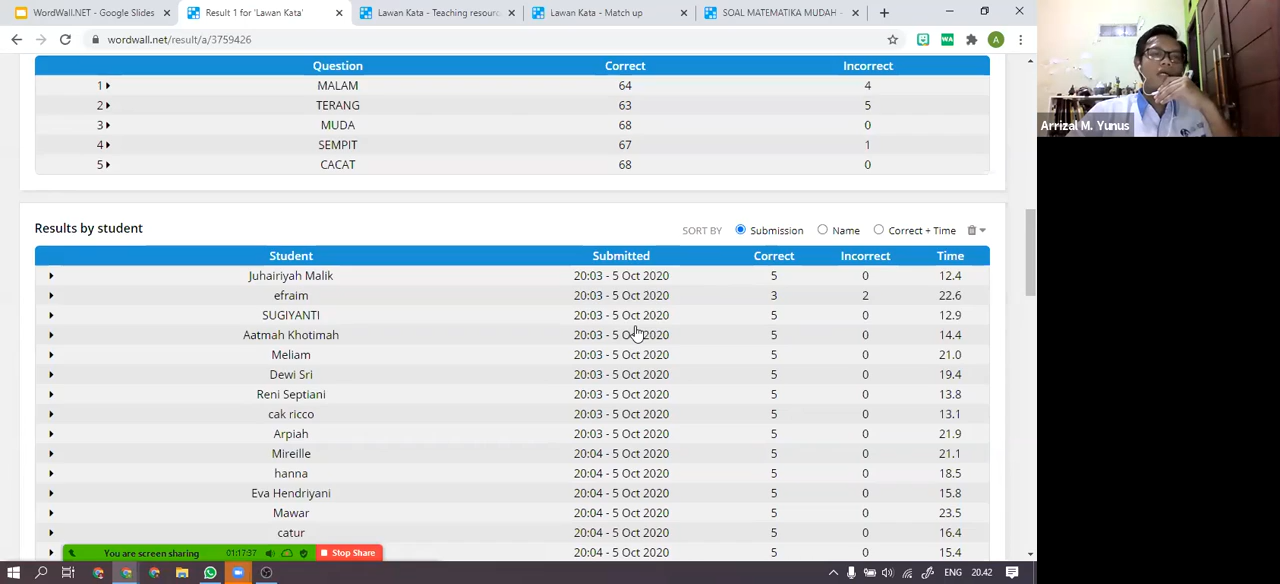 WordWall.NET - Google Slides
Result 1 for 'Lawan Kata'
Lawan Kata - Teaching resourc
Lawan Kata - Match up
SOAL MATEMATIKA MUDAH -
wordwall.net/result/a/3759426
WA
A
Question Correct Incorrect
1 MALAM 64 4
2 TERANG 63 5
3 MUDA 68 0
4 SEMPIT 67 1
5 CACAT 68 0
Results by student
SORT BY Submission Name Correct + Time
Student Submitted Correct Incorrect Time
Juhairiyah Malik 20:03 - 5 Oct 2020 5 0 12.4
efraim 20:03 - 5 Oct 2020 3 2 22.6
SUGIYANTI 20:03 - 5 Oct 2020 5 0 12.9
Aatmah Khotimah 20:03 - 5 Oct 2020 5 0 14.4
Meliam 20:03 - 5 Oct 2020 5 0 21.0
Dewi Sri 20:03 - 5 Oct 2020 5 0 19.4
Reni Septiani 20:03 - 5 Oct 2020 5 0 13.8
cak ricco 20:03 - 5 Oct 2020 5 0 13.1
Arpiah 20:03 - 5 Oct 2020 5 0 21.9
Mireille 20:04 - 5 Oct 2020 5 0 21.1
hanna 20:04 - 5 Oct 2020 5 0 18.5
Eva Hendriyani 20:04 - 5 Oct 2020 5 0 15.8
Mawar 20:04 - 5 Oct 2020 5 0 23.5
catur 20:04 - 5 Oct 2020 5 0 16.4
20:04 - 5 Oct 2020 5 0 15.4
You are screen sharing 01:17:37 Stop Share
ENG 20.42
Arrizal M. Yunus